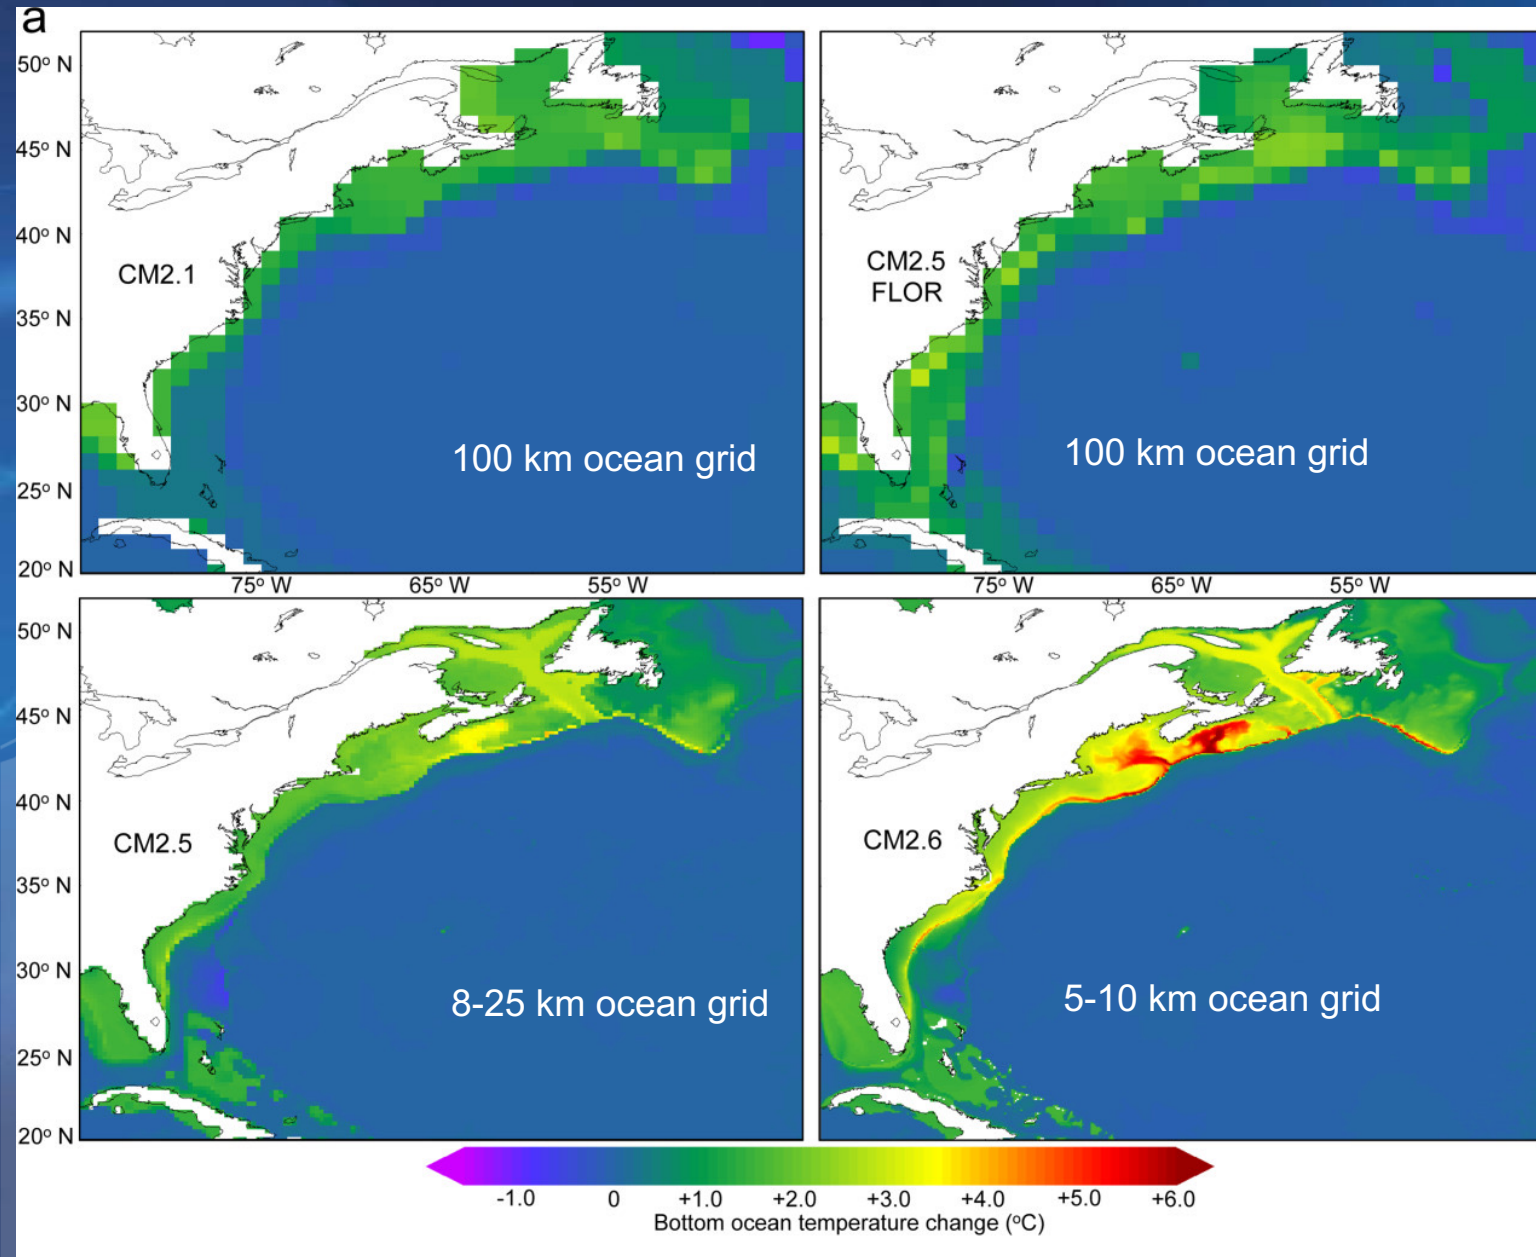 a
50° N
45° N
40° N
35° N
30° N
25° N
20° N
CM2.1
100 km ocean grid
CM2.5
FLOR
100 km ocean grid
75° W
65° W
55° W
75° W
65° W
55° W
50° N
45° N
40° N
35° N
30° N
25° N
20° N
CM2.5
8-25 km ocean grid
CM2.6
5-10 km ocean grid
-1.0 0 +1.0 +2.0 +3.0 +4.0 +5.0 +6.0
Bottom ocean temperature change (°C)